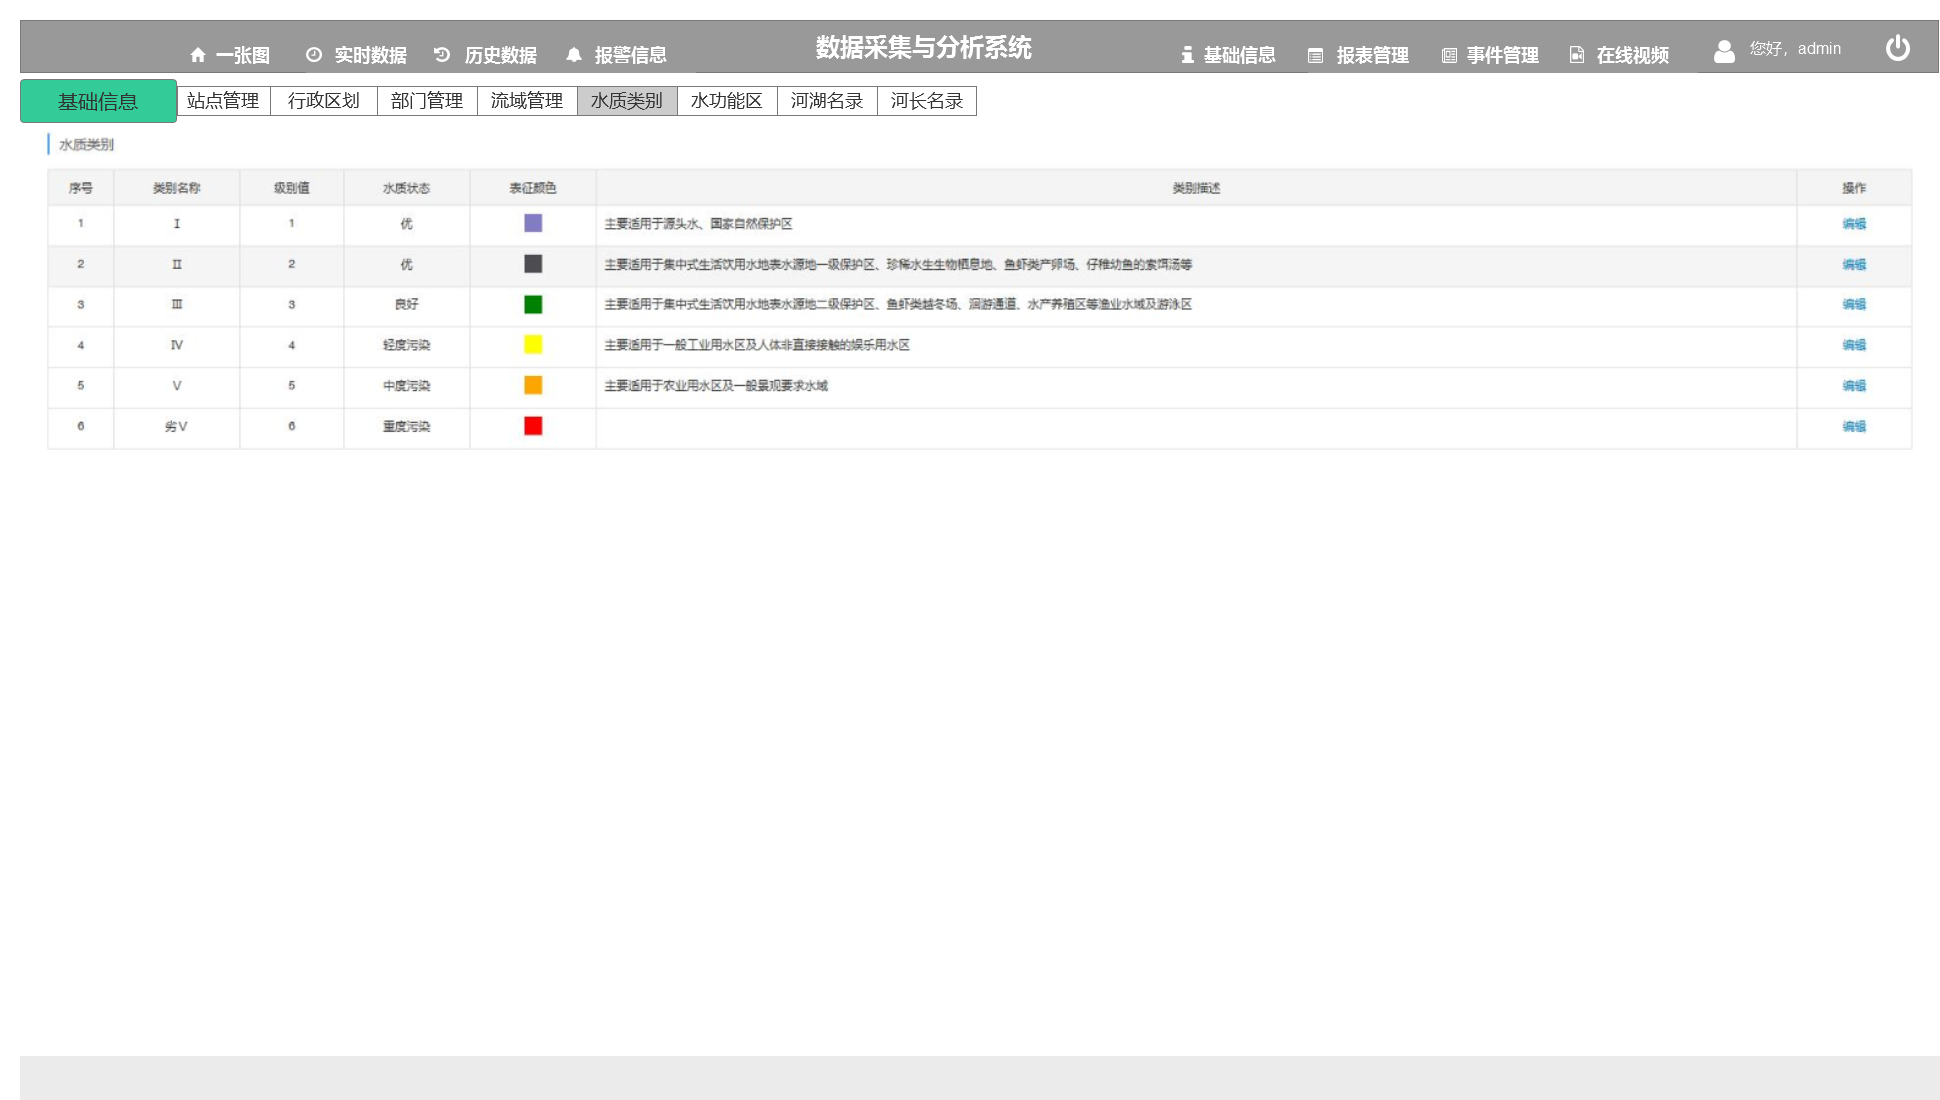 一张图 实时数据 历史数据 报警信息 数据采集与分析系统 基础信息 报表管理 事件管理 在线视频 您好，admin
基础信息 站点管理 行政区划 部门管理 流域管理 水质类别 水功能区 河湖名录 河长名录
水质类别
序号 类别名称 级别值 水质状态 表征颜色 类别描述 操作
1 I 1 优 主要适用于源头水、国家自然保护区 编辑
2 II 2 优 主要适用于集中式生活饮用水地表水源地一级保护区、珍稀水生生物栖息地、鱼虾类产卵场、仔稚幼鱼的索饵汤等 编辑
3 III 3 良好 主要适用于集中式生活饮用水地表水源地二级保护区、鱼虾类越冬场、洄游通道、水产养殖区等渔业水域及游泳区 编辑
4 IV 4 轻度污染 主要适用于一般工业用水区及人体非直接接触的娱乐用水区 编辑
5 V 5 中度污染 主要适用于农业用水区及一般景观要求水域 编辑
6 劣V 6 重度污染 编辑